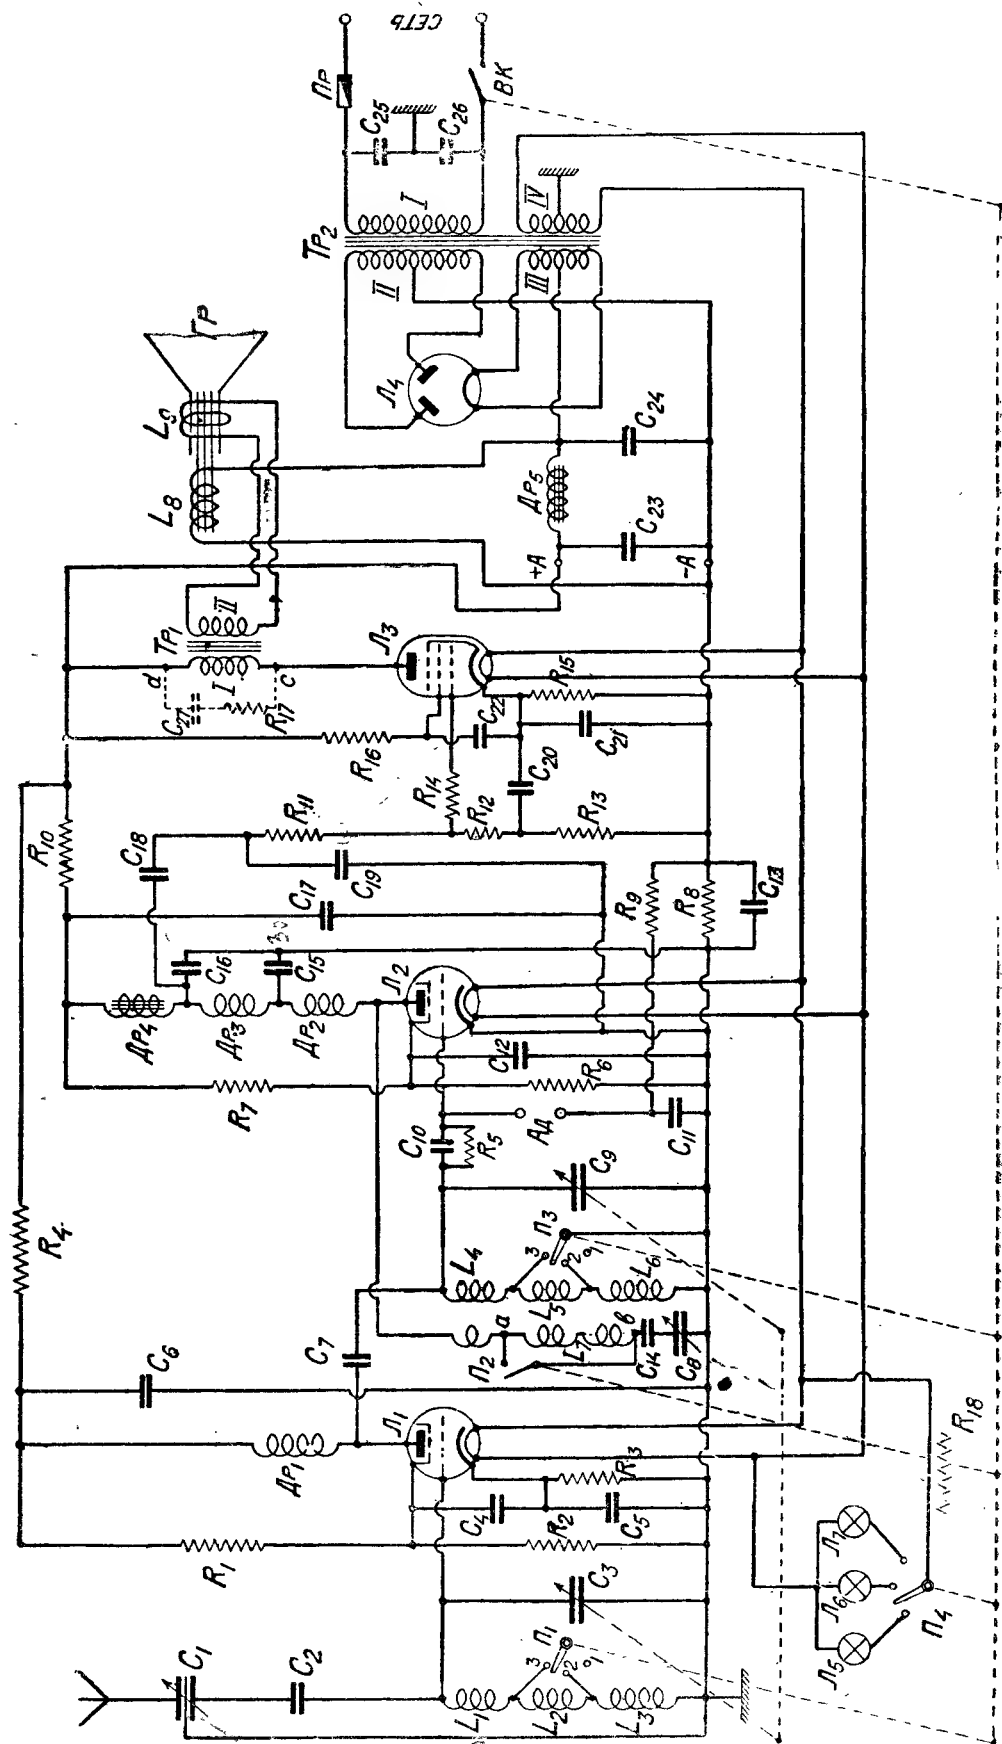 C1
C2
L1
L2
L3
3
2
1
П1
C3
R1
C4
R2
C5
R3
Л1
Др1
C6
R4
C7
П2
a
L7
в
C14
C8
L4
L5
L6
3
2
1
П3
C9
C10
R5
Ад
C11
R7
C12
R6
Л2
Др4
Др3
Др2
C16
C15
30
C17
C18
C19
R9
R8
C13
R10
R11
R12
R13
R14
C20
R16
C22
C21
R15
Л3
C27
R17
d
I
c
Тр1
II
L8
L9
Гр
+А
-А
Др5
C23
C24
Л4
Тр2
II
III
I
IV
C25
C26
Пр
ВК
СЕТЬ
Л5
Л6
Л7
П4
R18